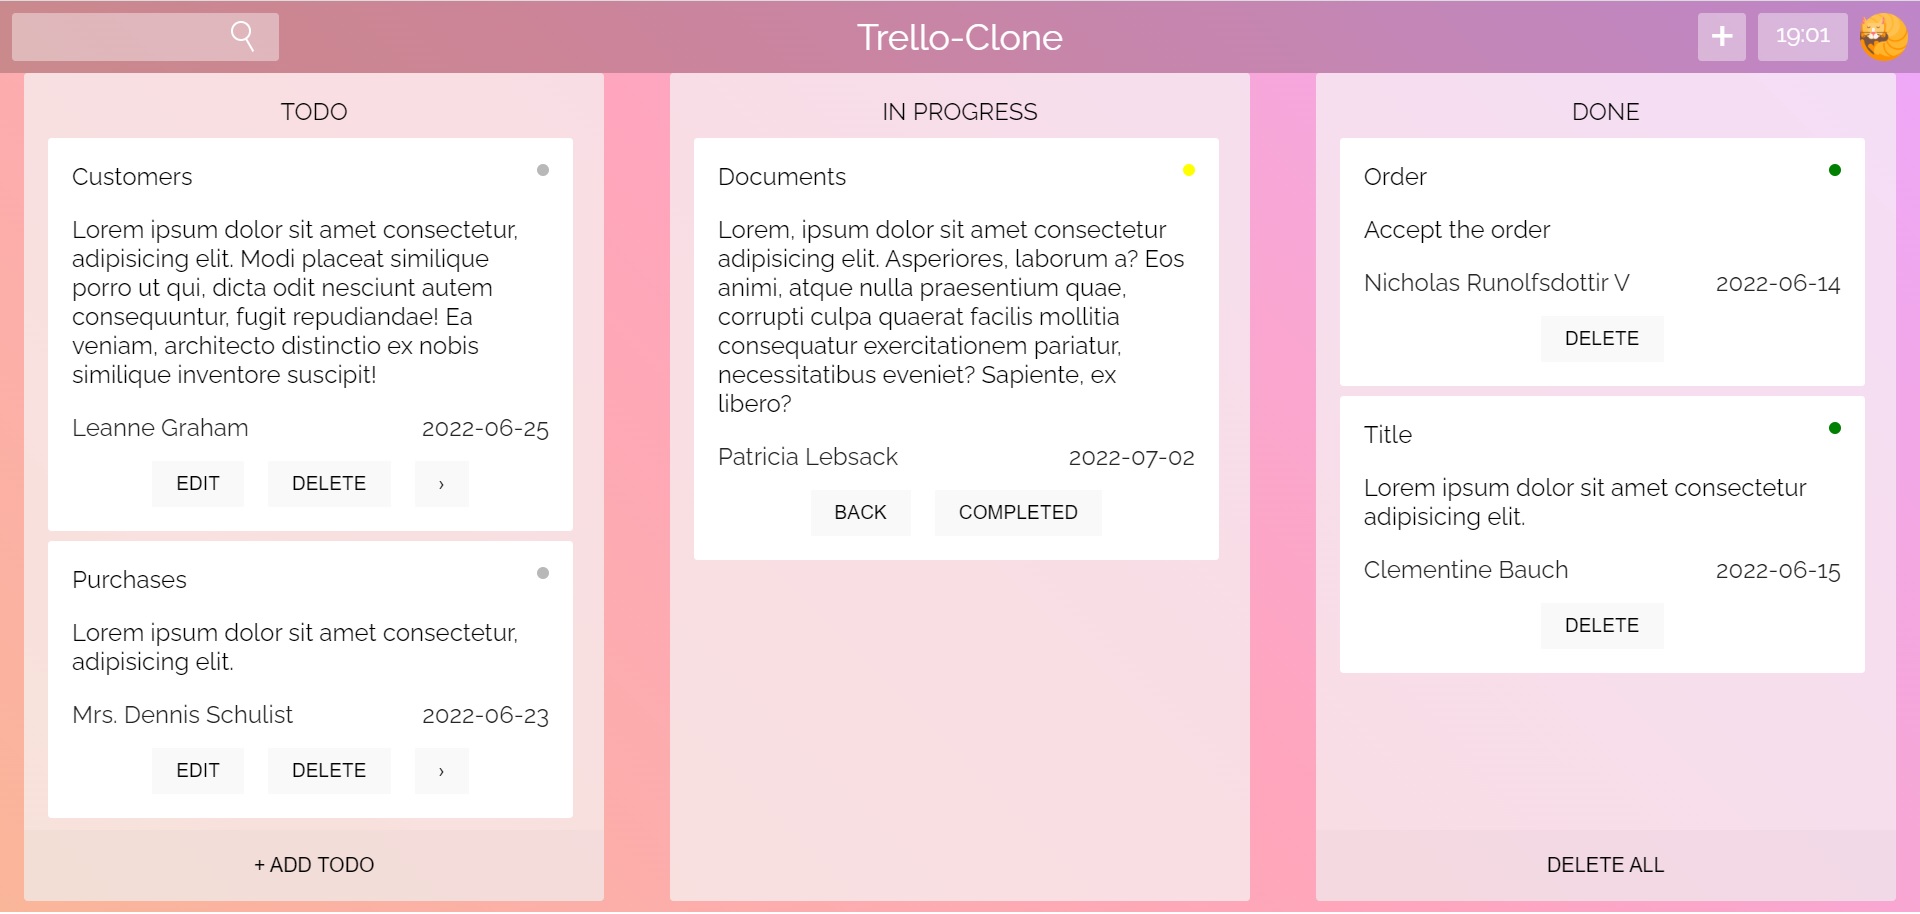 Trello-Clone
+
19:01
TODO
Customers
Lorem ipsum dolor sit amet consectetur,
adipisicing elit. Modi placeat similique
porro ut qui, dicta odit nesciunt autem
consequuntur, fugit repudiandae! Ea
veniam, architecto distinctio ex nobis
similique inventore suscipit!
Leanne Graham 2022-06-25
EDIT DELETE ›
Purchases
Lorem ipsum dolor sit amet consectetur,
adipisicing elit.
Mrs. Dennis Schulist 2022-06-23
EDIT DELETE ›
+ ADD TODO
IN PROGRESS
Documents
Lorem, ipsum dolor sit amet consectetur
adipisicing elit. Asperiores, laborum a? Eos
animi, atque nulla praesentium quae,
corrupti culpa quaerat facilis mollitia
consequatur exercitationem pariatur,
necessitatibus eveniet? Sapiente, ex
libero?
Patricia Lebsack 2022-07-02
BACK COMPLETED
DONE
Order
Accept the order
Nicholas Runolfsdottir V 2022-06-14
DELETE
Title
Lorem ipsum dolor sit amet consectetur
adipisicing elit.
Clementine Bauch 2022-06-15
DELETE
DELETE ALL